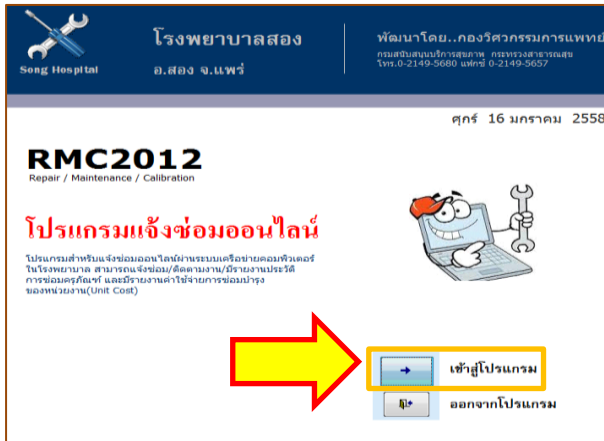 โรงพยาบาลสอง
อ.สอง จ.แพร่
Song Hospital
พัฒนาโดย..กองวิศวกรรมการแพทย์
กรมสนับสนุนบริการสุขภาพ กระทรวงสาธารณสุข
โทร.0-2149-5680 แฟกซ์ 0-2149-5657
ศุกร์ 16 มกราคม 2558
RMC2012
Repair / Maintenance / Calibration
โปรแกรมแจ้งซ่อมออนไลน์
โปรแกรมสำหรับแจ้งซ่อมออนไลน์ผ่านระบบเครือข่ายคอมพิวเตอร์
ในโรงพยาบาล สามารถแจ้งซ่อม/ติดตามงาน/มีรายงานประวัติ
การซ่อมครุภัณฑ์ และมีรายงานค่าใช้จ่ายการซ่อมบำรุง
ของหน่วยงาน(Unit Cost)
เข้าสู่โปรแกรม
ออกจากโปรแกรม